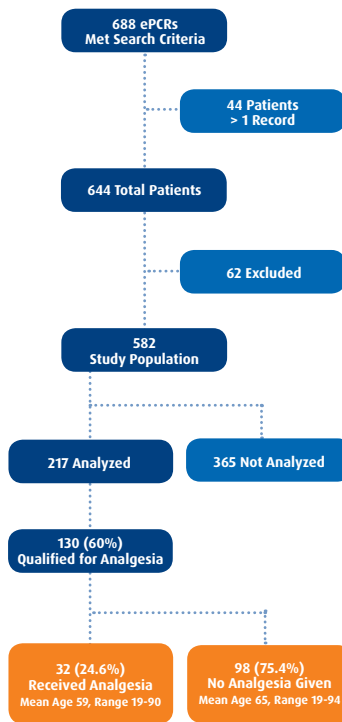 688 ePCRs
Met Search Criteria
44 Patients
> 1 Record
644 Total Patients
62 Excluded
582
Study Population
217 Analyzed
365 Not Analyzed
130 (60%)
Qualified for Analgesia
32 (24.6%)
Received Analgesia
Mean Age 59, Range 19-90
98 (75.4%)
No Analgesia Given
Mean Age 65, Range 19-94